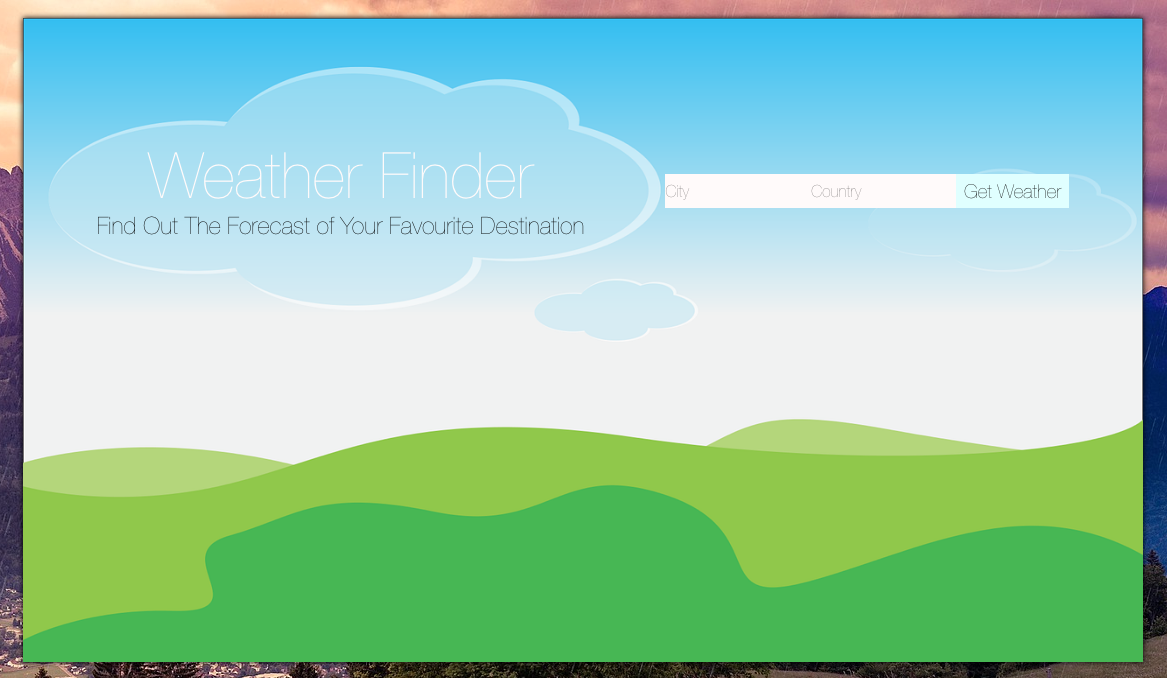 Weather Finder
Find Out The Forecast of Your Favourite Destination
City
Country
Get Weather